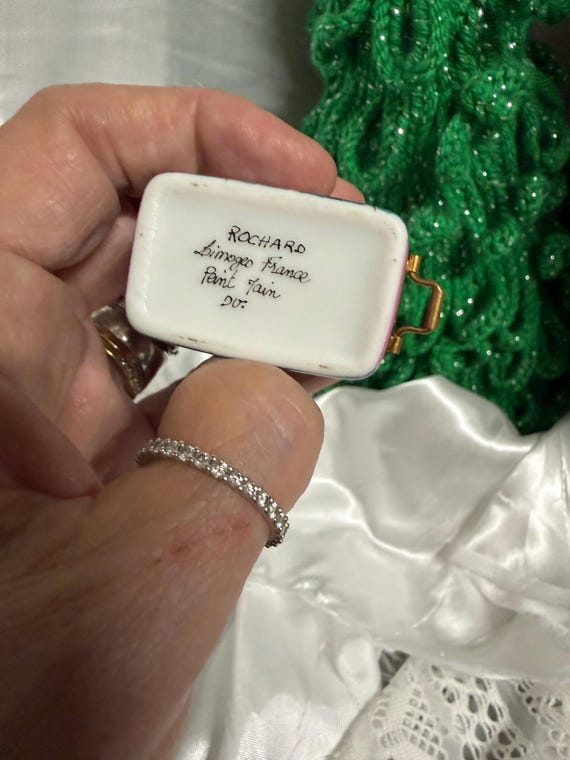 ROCHARD
Limoges France
Peint Main
DV.